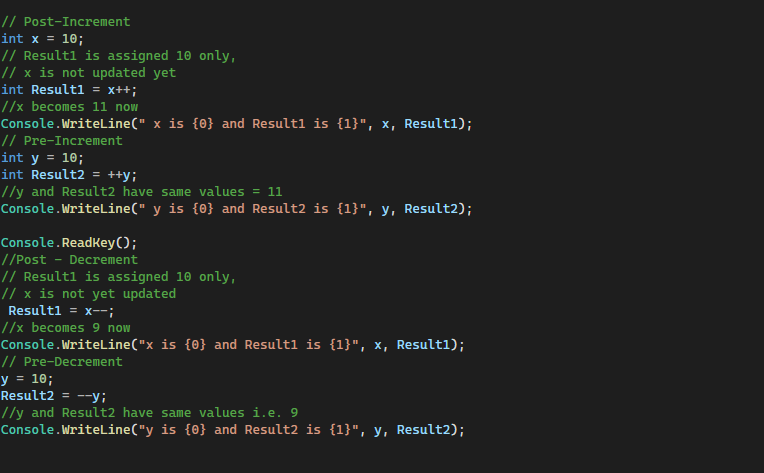 // Post-Increment
int x = 10;
// Result1 is assigned 10 only,
// x is not updated yet
int Result1 = x++;
//x becomes 11 now
Console.WriteLine(" x is {0} and Result1 is {1}", x, Result1);
// Pre-Increment
int y = 10;
int Result2 = ++y;
//y and Result2 have same values = 11
Console.WriteLine(" y is {0} and Result2 is {1}", y, Result2);

Console.ReadKey();
//Post - Decrement
// Result1 is assigned 10 only,
// x is not yet updated
 Result1 = x--;
//x becomes 9 now
Console.WriteLine("x is {0} and Result1 is {1}", x, Result1);
// Pre-Decrement
y = 10;
Result2 = --y;
//y and Result2 have same values i.e. 9
Console.WriteLine("y is {0} and Result2 is {1}", y, Result2);